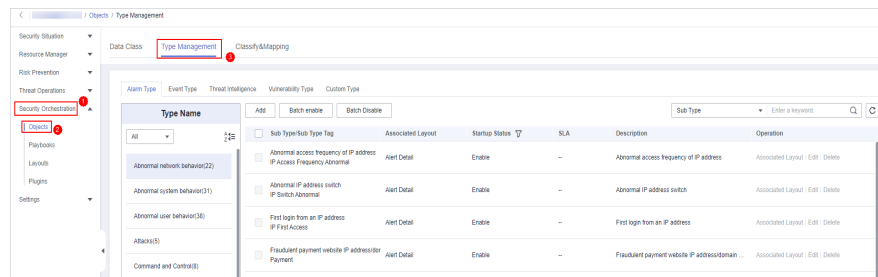 / Objects / Type Management
Security Situation
Resource Manager
Risk Prevention
Threat Operations
Security Orchestration
1
Objects
2
Playbooks
Layouts
Plugins
Settings
Data Class Type Management Classify&Mapping
3
Alarm Type Event Type Threat Intelligence Vulnerability Type Custom Type
Type Name
All
Abnormal network behavior(22)
Abnormal system behavior(31)
Abnormal user behavior(38)
Attacks(5)
Command and Control(8)
Add Batch enable Batch Disable Sub Type Enter a keyword.
Sub Type/Sub Type Tag Associated Layout Startup Status SLA Description Operation
Abnormal access frequency of IP address
IP Access Frequency Abnormal
Alert Detail Enable -- Abnormal access frequency of IP address Associated Layout Edit Delete
Abnormal IP address switch
IP Switch Abnormal
Alert Detail Enable -- Abnormal IP address switch Associated Layout Edit Delete
First login from an IP address
IP First Access
Alert Detail Enable -- First login from an IP address Associated Layout Edit Delete
Fraudulent payment website IP address/dor
Payment
Alert Detail Enable -- Fraudulent payment website IP address/domain ... Associated Layout Edit Delete